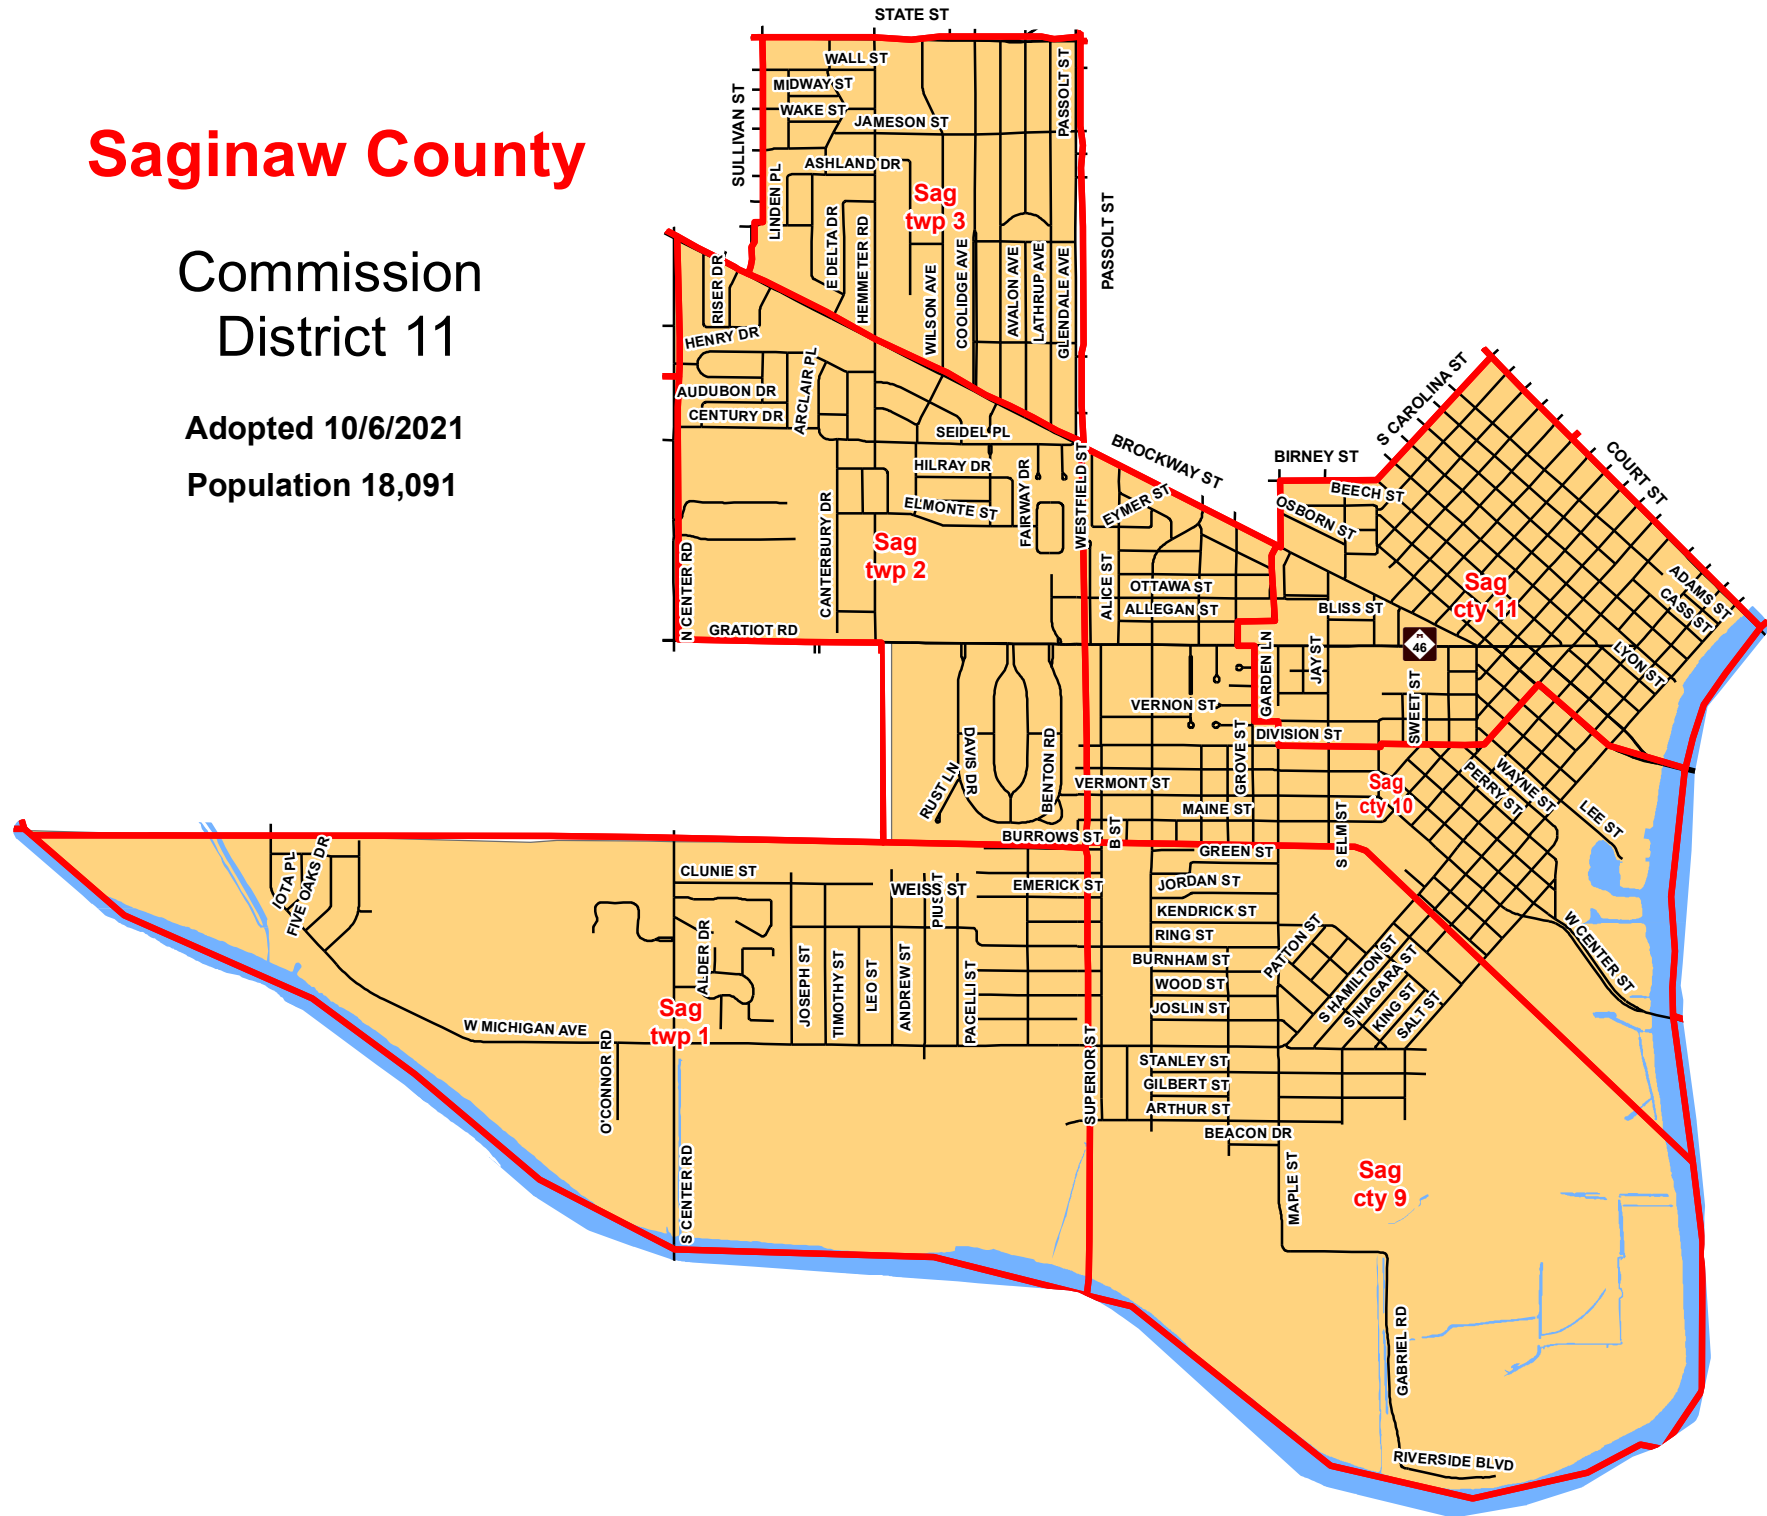 STATE ST
WALL ST
MIDWAY ST
WAKE ST
JAMESON ST
PASSOLT ST
SULLIVAN ST
Saginaw County
ASHLAND DR
LINDEN PL
Sag
twp 3
E DELTA DR
HEMMETER RD
PASSOLT ST
WILSON AVE
COOLIDGE AVE
AVALON AVE
LATHRUP AVE
GLENDALE AVE
Commission
District 11
RISER DR
HENRY DR
ARCLAIR PL
AUDUBON DR
CENTURY DR
Adopted 10/6/2021
Population 18,091
SEIDEL PL
HILRAY DR
ELMONTE ST
FAIRWAY DR
WESTFIELD ST
BROCKWAY ST
EYMER ST
BIRNEY ST
S CAROLINA ST
COURT ST
BEECH ST
OSBORN ST
CANTERBURY DR
Sag
twp 2
N CENTER RD
GRATIOT RD
ALICE ST
OTTAWA ST
ALLEGAN ST
BLISS ST
Sag
cty 11
ADAMS ST
CASS ST
LYON ST
M
46
GARDEN LN
JAY ST
SWEET ST
VERNON ST
DIVISION ST
GROVE ST
RUST LN
DAVIS DR
BENTON RD
VERMONT ST
MAINE ST
Sag
cty 10
PERRY ST
WAYNE ST
LEE ST
BURROWS ST
B ST
S ELM ST
GREEN ST
IOTA PL
FIVE OAKS DR
CLUNIE ST
WEISS ST
PIUS ST
EMERICK ST
JORDAN ST
KENDRICK ST
RING ST
BURNHAM ST
WOOD ST
JOSLIN ST
PATTON ST
S HAMILTON ST
S NIAGARA ST
KING ST
SALT ST
W CENTER ST
ALDER DR
JOSEPH ST
TIMOTHY ST
LEO ST
ANDREW ST
PACELLI ST
Sag
twp 1
W MICHIGAN AVE
O'CONNOR RD
SUPERIOR ST
STANLEY ST
GILBERT ST
ARTHUR ST
BEACON DR
S CENTER RD
MAPLE ST
Sag
cty 9
GABRIEL RD
RIVERSIDE BLVD